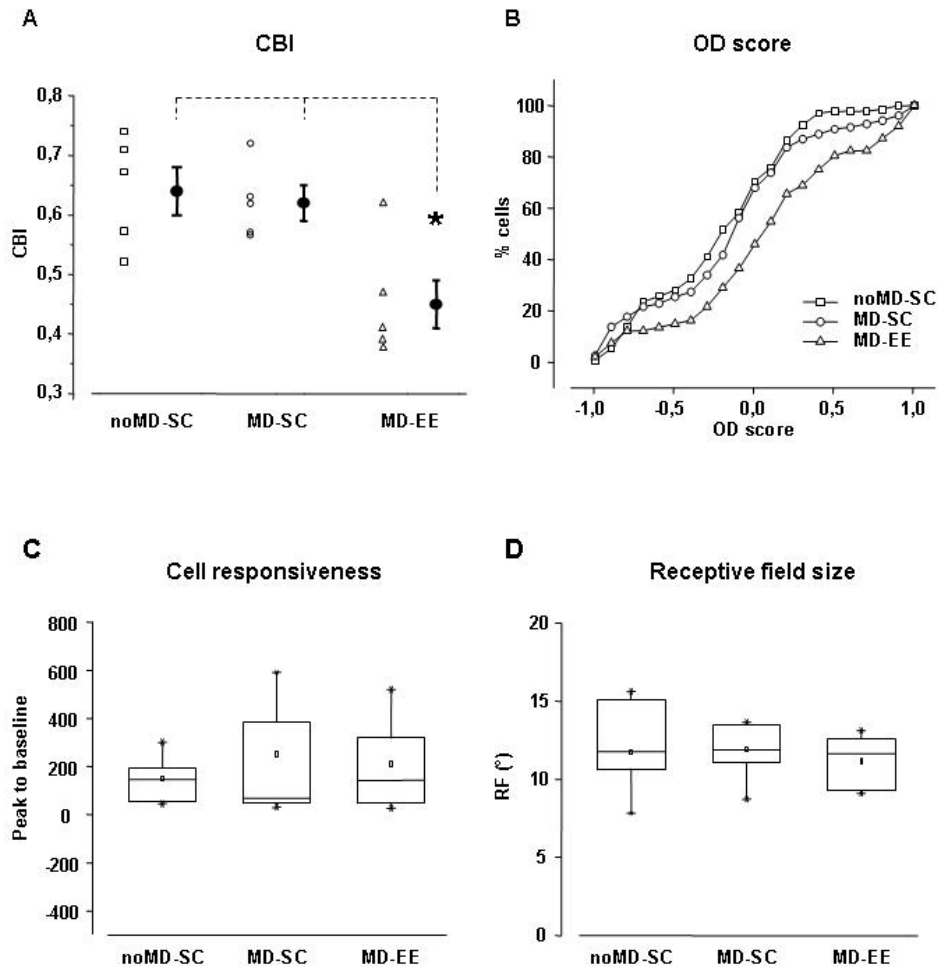 A
CBI
0,8
0,7
0,6
0,5
0,4
0,3
CBI
*
noMD-SC MD-SC MD-EE
B
OD score
100
80
60
40
20
0
% cells
noMD-SC
MD-SC
MD-EE
-1,0 -0,5 0,0 0,5 1,0
OD score
C
Cell responsiveness
800
600
400
200
0
-200
-400
Peak to baseline
noMD-SC MD-SC MD-EE
D
Receptive field size
20
15
10
5
0
RF (°)
noMD-SC MD-SC MD-EE